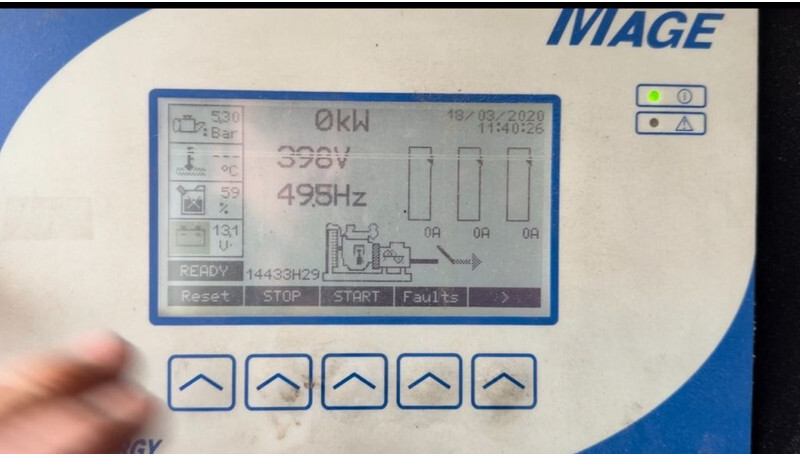 MAGE
5,30
Bar
0kW
18/03/2020
11:40:26
---
°C
398V
59
%
49,5Hz
13,1
V
0A 0A 0A
READY
14433H29
Reset STOP START Faults >
RGY